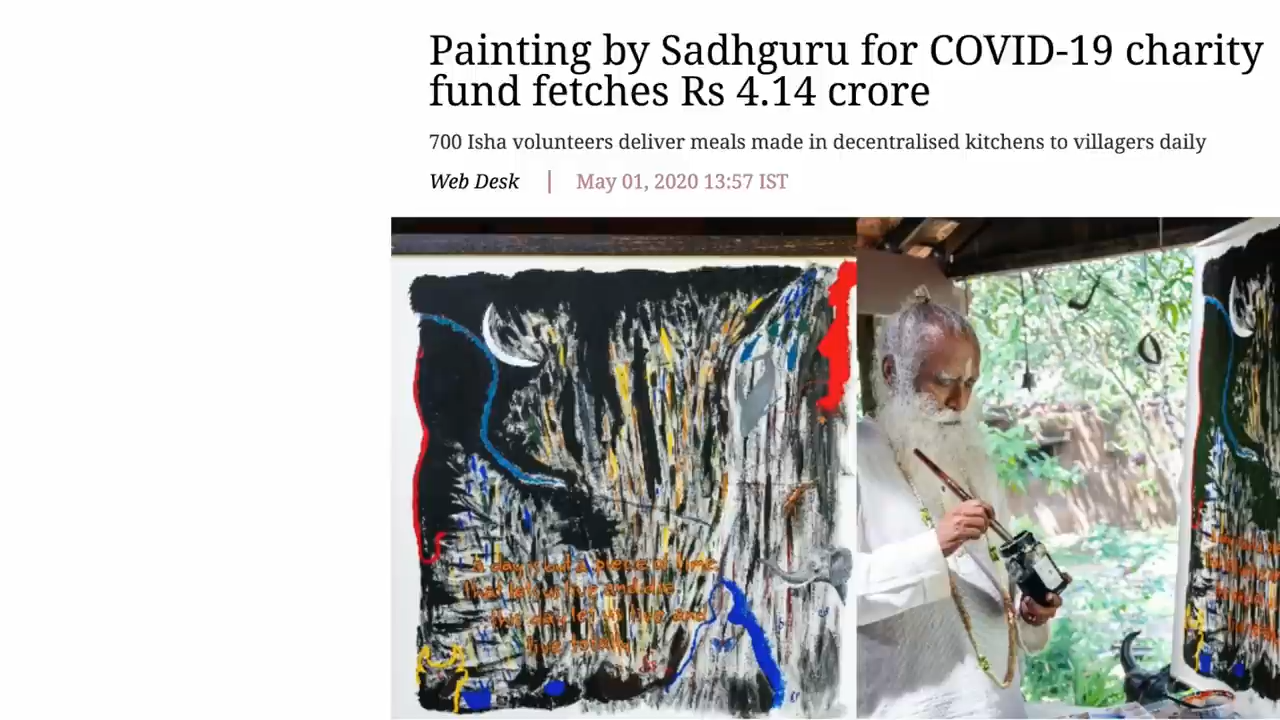 Painting by Sadhguru for COVID-19 charity
fund fetches Rs 4.14 crore
700 Isha volunteers deliver meals made in decentralised kitchens to villagers daily
Web Desk | May 01, 2020 13:57 IST
a day is but a piece of time
That lets us live and die
this day let us live and
live totally